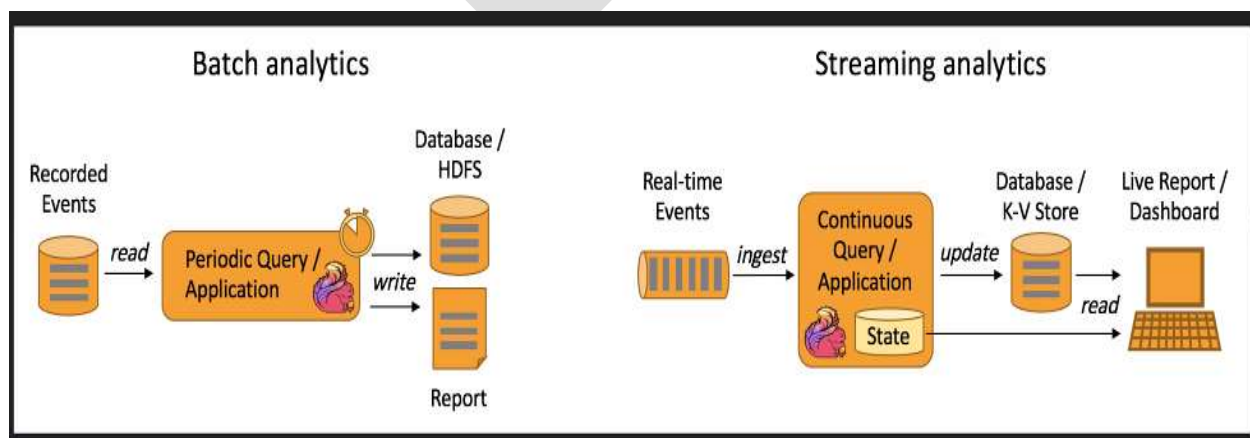 Batch analytics
Recorded
Events
read
Periodic Query /
Application
write
Database /
HDFS
Report
Streaming analytics
Real-time
Events
ingest
Continuous
Query /
Application
State
update
Database /
K-V Store
read
Live Report /
Dashboard